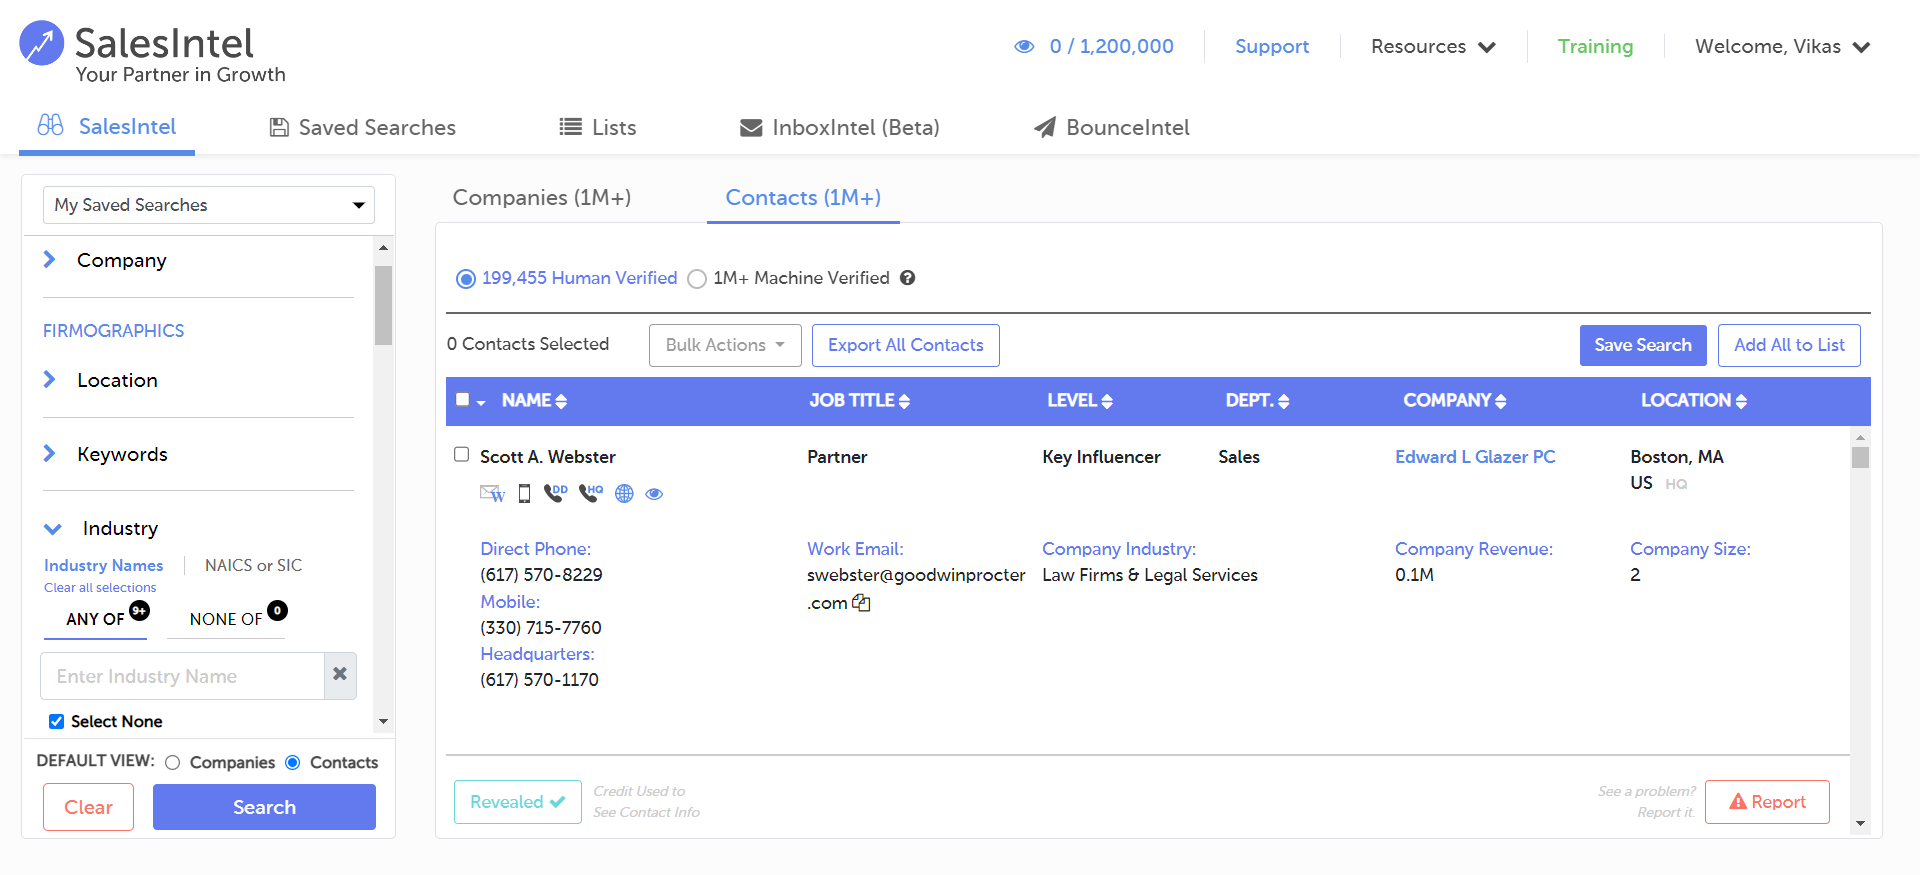 SalesIntel
Your Partner in Growth
0 / 1,200,000
Support
Resources
Training
Welcome, Vikas
SalesIntel
Saved Searches
Lists
InboxIntel (Beta)
BounceIntel
My Saved Searches
Company
FIRMOGRAPHICS
Location
Keywords
Industry
Industry Names
NAICS or SIC
Clear all selections
ANY OF 9+
NONE OF 0
Enter Industry Name
Select None
DEFAULT VIEW: Companies Contacts
Clear
Search
Companies (1M+)
Contacts (1M+)
199,455 Human Verified
1M+ Machine Verified ?
0 Contacts Selected
Bulk Actions
Export All Contacts
Save Search
Add All to List
NAME
JOB TITLE
LEVEL
DEPT.
COMPANY
LOCATION
Scott A. Webster
Partner
Key Influencer
Sales
Edward L Glazer PC
Boston, MA
US HQ
W
DD
HQ
Direct Phone:
(617) 570-8229
Mobile:
(330) 715-7760
Headquarters:
(617) 570-1170
Work Email:
swebster@goodwinprocter
.com
Company Industry:
Law Firms & Legal Services
Company Revenue:
0.1M
Company Size:
2
Revealed
Credit Used to
See Contact Info
See a problem?
Report it.
Report